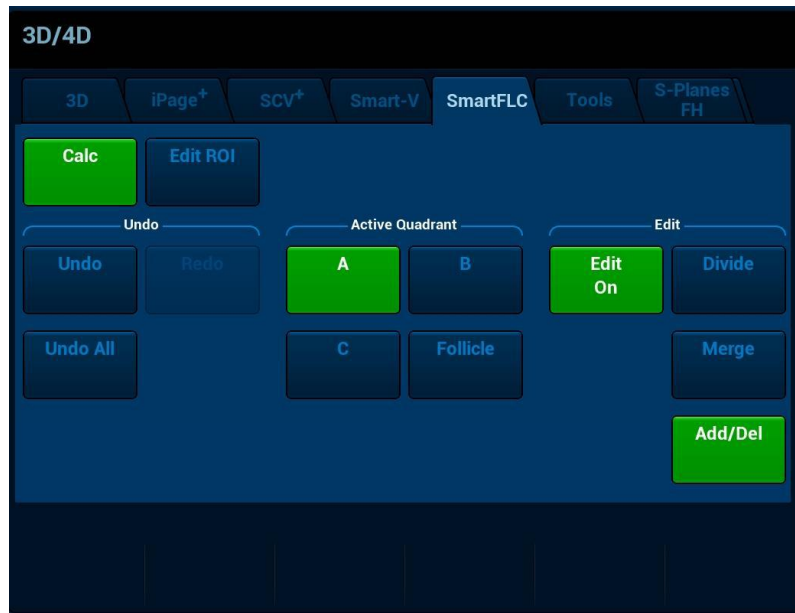 3D/4D
3D
iPage+
SCV+
Smart-V
SmartFLC
Tools
S-Planes
FH
Calc
Edit ROI
Undo
Active Quadrant
Edit
Undo
Redo
A
B
Edit
On
Divide
Undo All
C
Follicle
Merge
Add/Del